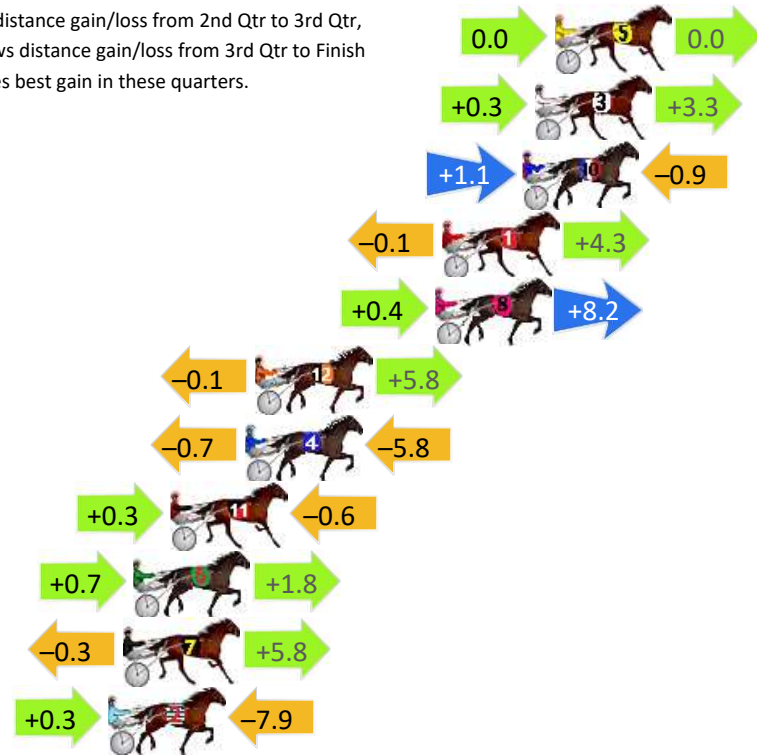 distance gain/loss from 2nd Qtr to 3rd Qtr,
ws distance gain/loss from 3rd Qtr to Finish
es best gain in these quarters.
0.0 5 0.0
+0.3 3 +3.3
+1.1 10 −0.9
−0.1 1 +4.3
+0.4 8 +8.2
−0.1 12 +5.8
−0.7 4 −5.8
+0.3 11 −0.6
+0.7 6 +1.8
−0.3 7 +5.8
+0.3 −7.9